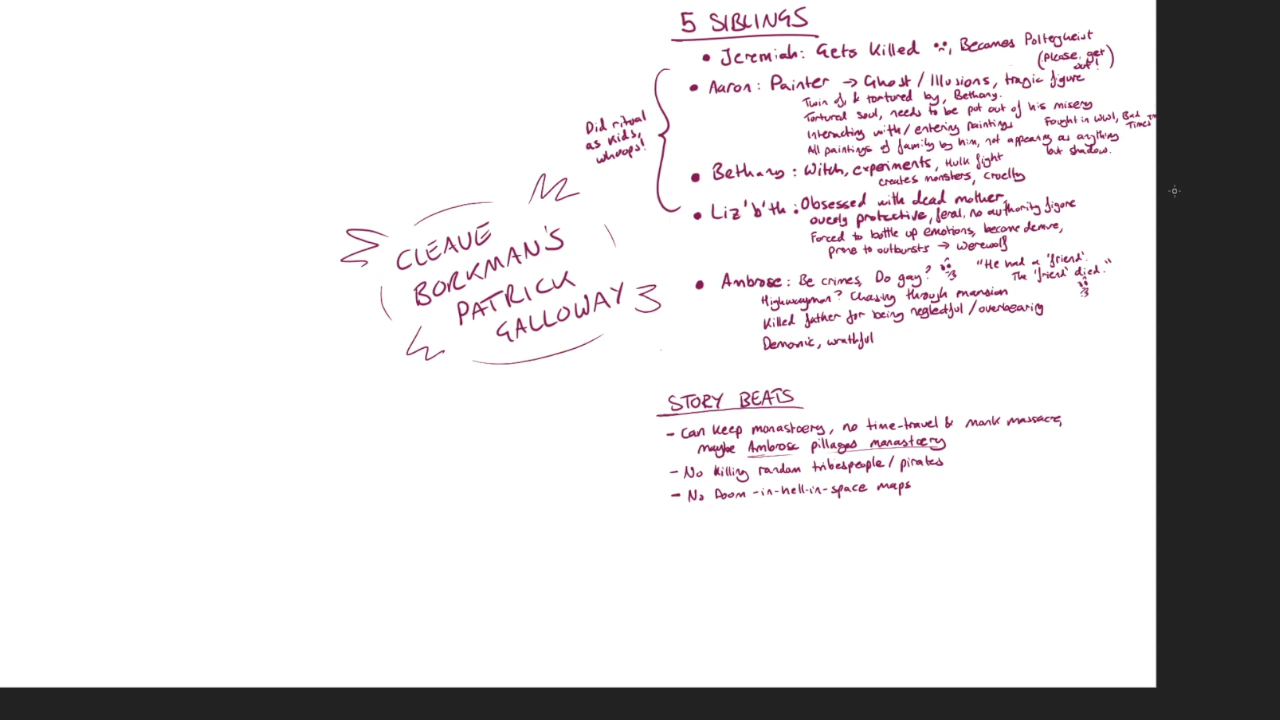 5 SIBLINGS
• Jeremiah: Gets Killed :(, Becomes Poltergheist
(Please, get out!)
• Aaron: Painter → Ghost / Illusions, tragic figure
Twin of, & tortured by, Bethany.
Tortured soul, needs to be put out of his misery
Interacting with / entering paintings
Fought in WW1, Bad Times™
All paintings of family by him, not appearing as anything but shadow.
• Bethany: Witch, experiments, Hulk fight
creates monsters, cruelty
• Liz'b'th: Obsessed with dead mother,
overly protective, feral, no authority figure
Forced to bottle up emotions, become demure,
prone to outbursts → werewolf
Did ritual
as kids,
whoops!
• Ambrose: Be crimes, Do gay?
"He had a 'friend'.
The 'friend' died."
Highwayman? Chasing through mansion
Killed father for being neglectful / overbearing
Demonic, wrathful
CLEAVE
BORKMAN'S
PATRICK
GALLOWAY 3
STORY BEATS
- Can keep monastery, no time-travel & monk massacre,
maybe Ambrose pillages monastery
- No killing random tribespeople / pirates
- No Doom-in-hell-in-space maps